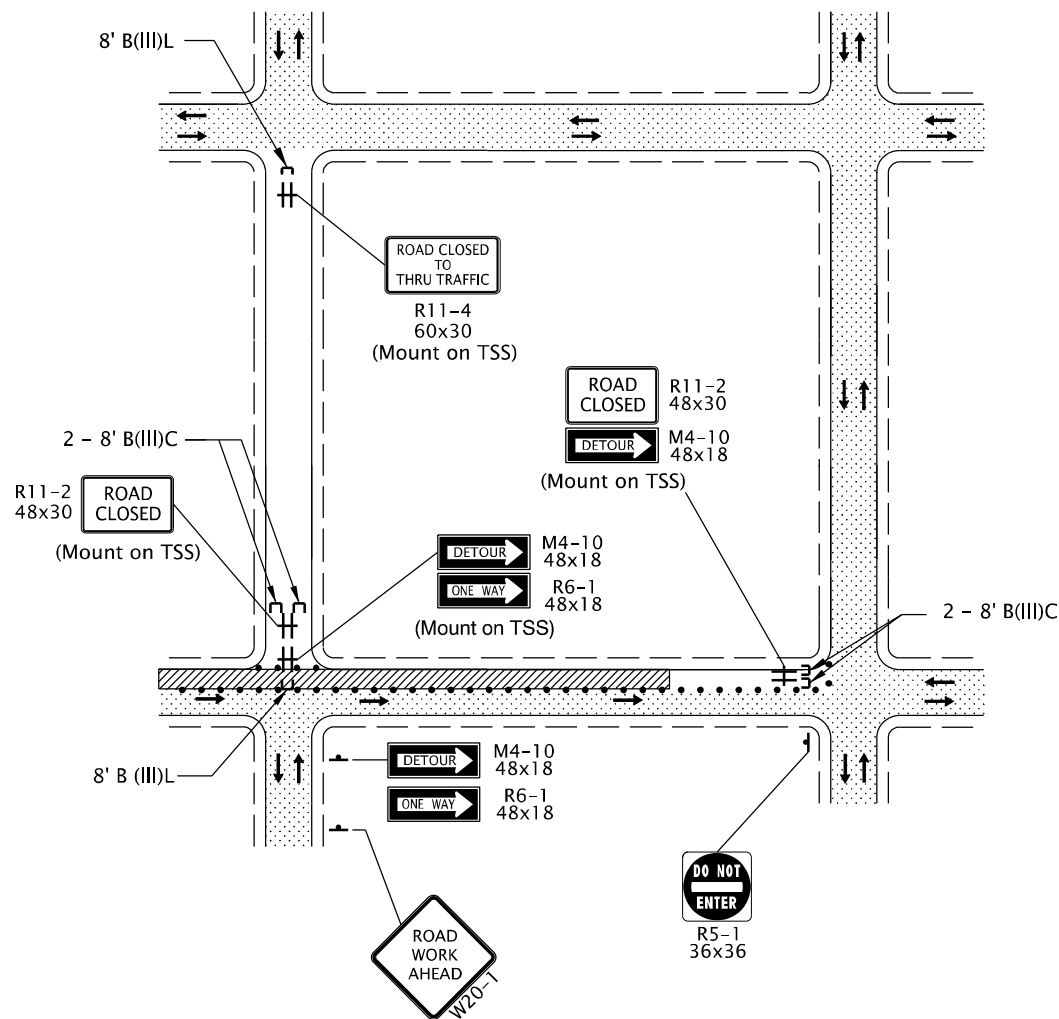 8' B(III)L
ROAD CLOSED
TO
THRU TRAFFIC
R11-4
60x30
(Mount on TSS)
ROAD
CLOSED
R11-2
48x30
DETOUR
M4-10
48x18
(Mount on TSS)
2 - 8' B(III)C
R11-2
48x30
ROAD
CLOSED
(Mount on TSS)
DETOUR
M4-10
48x18
ONE WAY
R6-1
48x18
(Mount on TSS)
2 - 8' B(III)C
8' B (III)L
DETOUR
M4-10
48x18
ONE WAY
R6-1
48x18
DO NOT
ENTER
R5-1
36x36
ROAD
WORK
AHEAD
W20-1